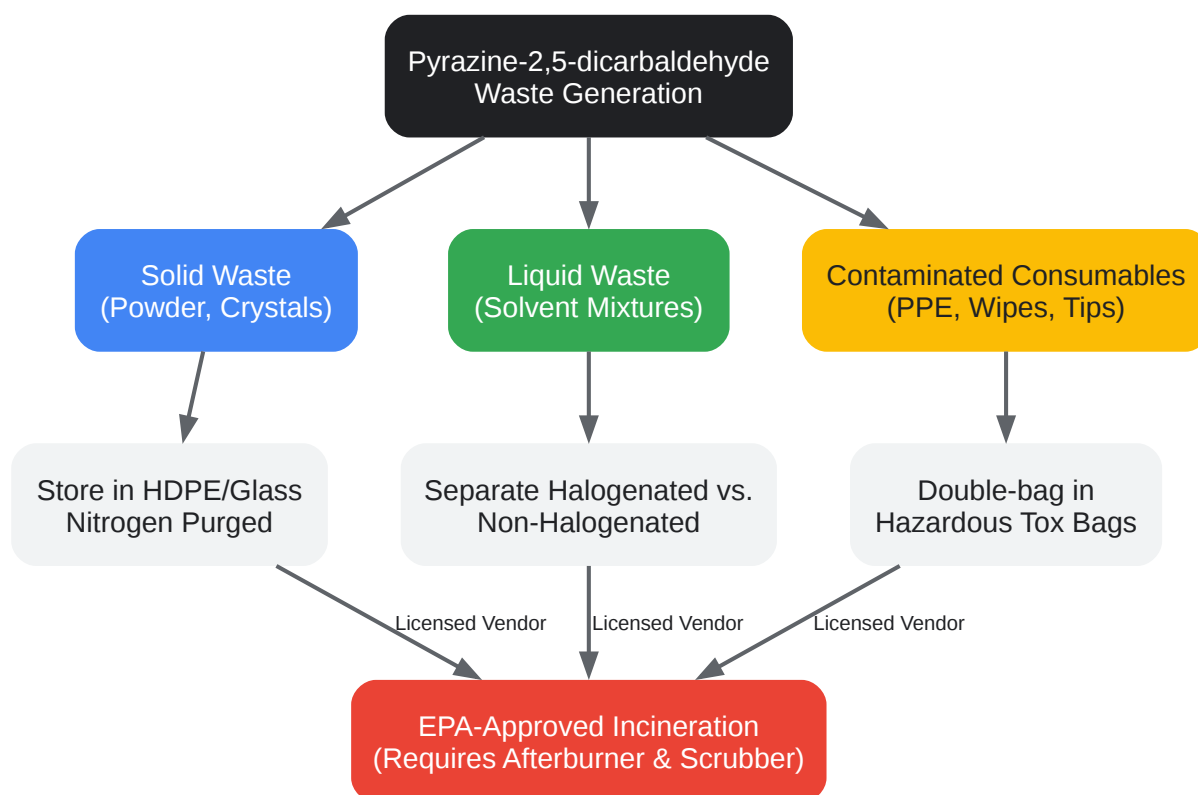 Pyrazine-2,5-dicarbaldehyde
Waste Generation
Solid Waste
(Powder, Crystals)
Liquid Waste
(Solvent Mixtures)
Contaminated Consumables
(PPE, Wipes, Tips)
Store in HDPE/Glass
Nitrogen Purged
Separate Halogenated vs.
Non-Halogenated
Double-bag in
Hazardous Tox Bags
Licensed Vendor
Licensed Vendor
Licensed Vendor
EPA-Approved Incineration
(Requires Afterburner & Scrubber)